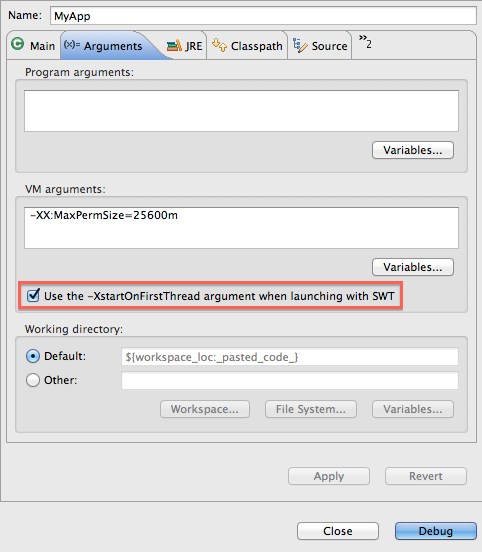 Name: MyApp
Main (x)= Arguments JRE Classpath Source »2
Program arguments:
Variables...
VM arguments:
-XX:MaxPermSize=25600m
Variables...
Use the -XstartOnFirstThread argument when launching with SWT
Working directory:
Default: ${workspace_loc:_pasted_code_}
Other:
Workspace... File System... Variables...
Apply Revert
Close Debug